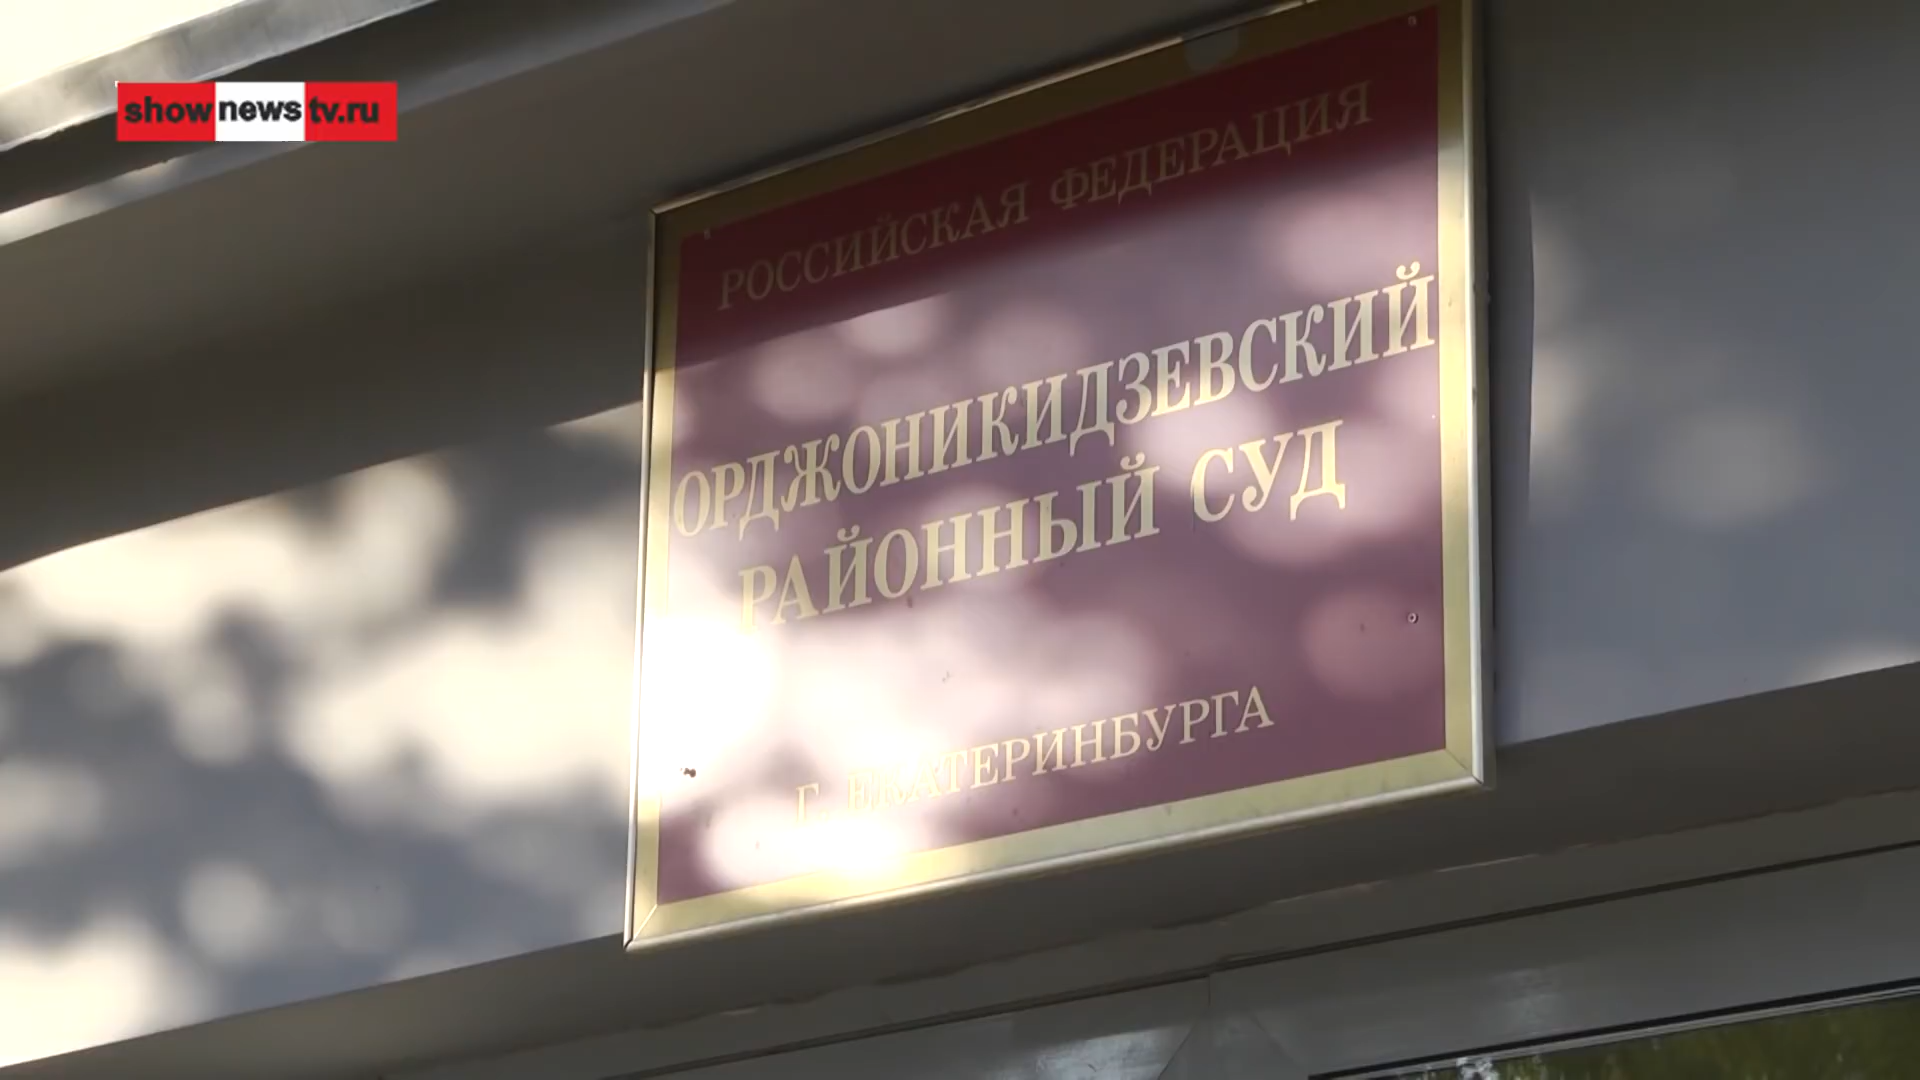 shownewstv.ru
РОССИЙСКАЯ ФЕДЕРАЦИЯ
ОРДЖОНИКИДЗЕВСКИЙ
РАЙОННЫЙ СУД
Г. ЕКАТЕРИНБУРГА